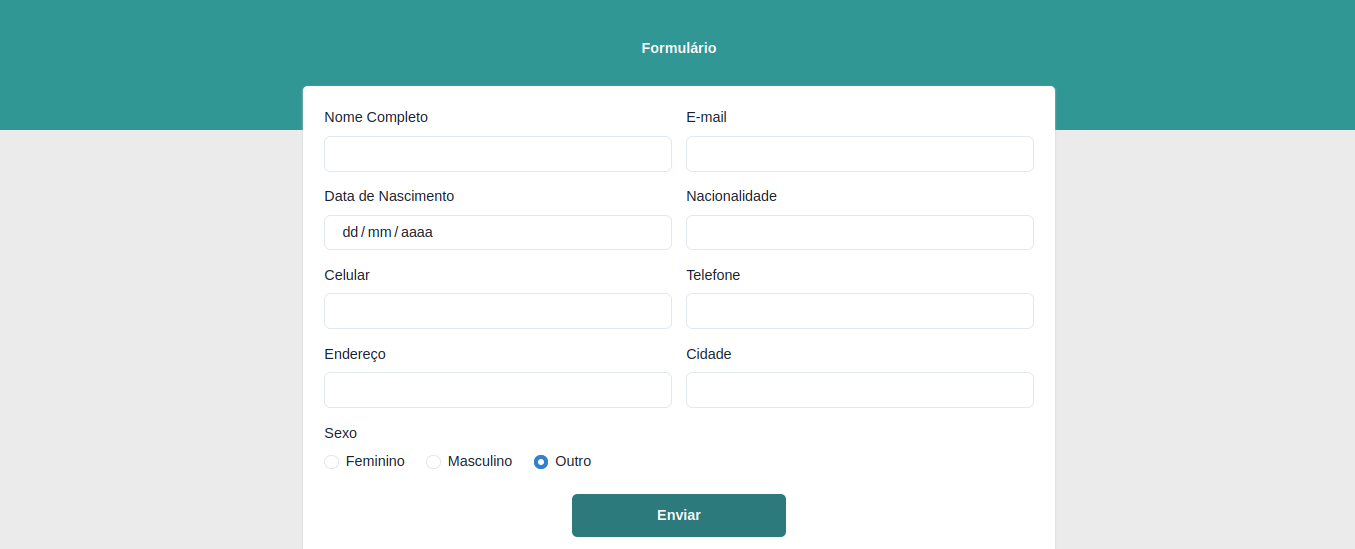 Formulário
Nome Completo E-mail
Data de Nascimento Nacionalidade
dd/mm/aaaa
Celular Telefone
Endereço Cidade
Sexo
Feminino Masculino Outro
Enviar